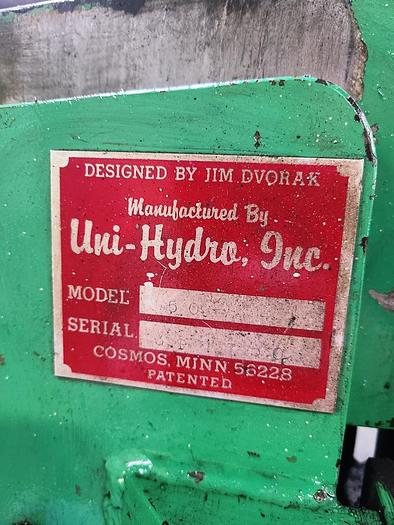 DESIGNED BY JIM DVORAK
Manufactured By
Uni-Hydro, Inc.
MODEL
SERIAL
COSMOS, MINN. 56228
PATENTED